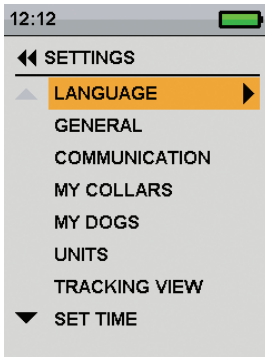 12:12
SETTINGS
LANGUAGE
GENERAL
COMMUNICATION
MY COLLARS
MY DOGS
UNITS
TRACKING VIEW
SET TIME